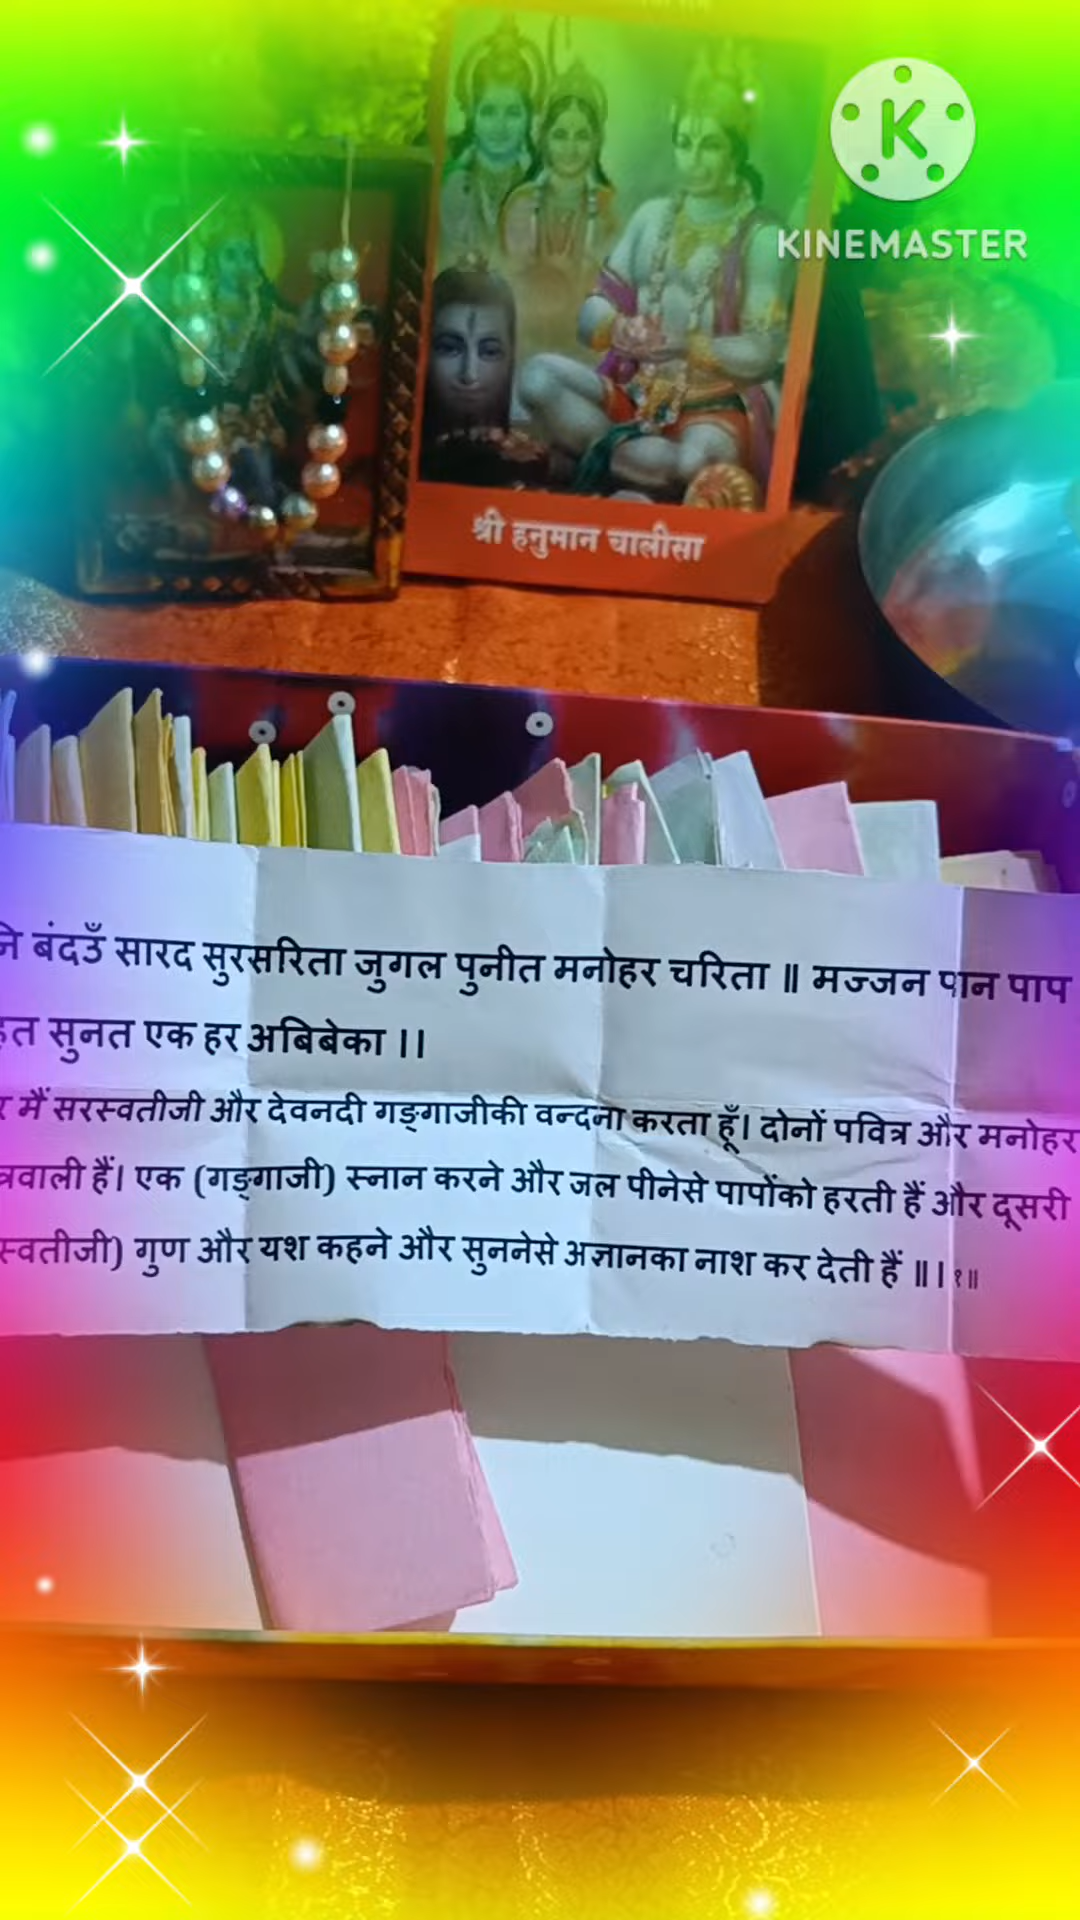 KINEMASTER
श्री हनुमान चालीसा
बंदउँ सारद सुरसरिता जुगल पुनीत मनोहर चरिता ॥ मज्जन पान पाप
सुनत एक हर अबिबेका ।।
मैं सरस्वतीजी और देवनदी गङ्गाजीकी वन्दना करता हूँ। दोनों पवित्र और मनोहर
त्रवाली हैं। एक (गङ्गाजी) स्नान करने और जल पीनेसे पापोंको हरती हैं और दूसरी
स्वतीजी) गुण और यश कहने और सुननेसे अज्ञानका नाश कर देती हैं ॥। १॥